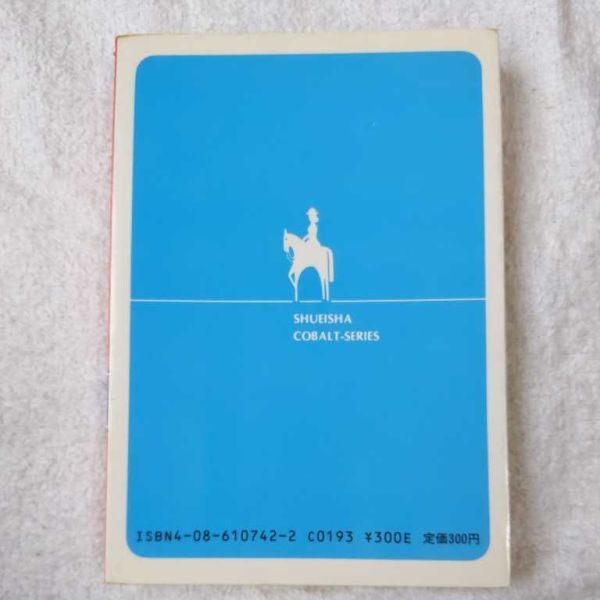 SHUEISHA
COBALT-SERIES
ISBN4-08-610742-2 C0193 ¥300E 定価300円